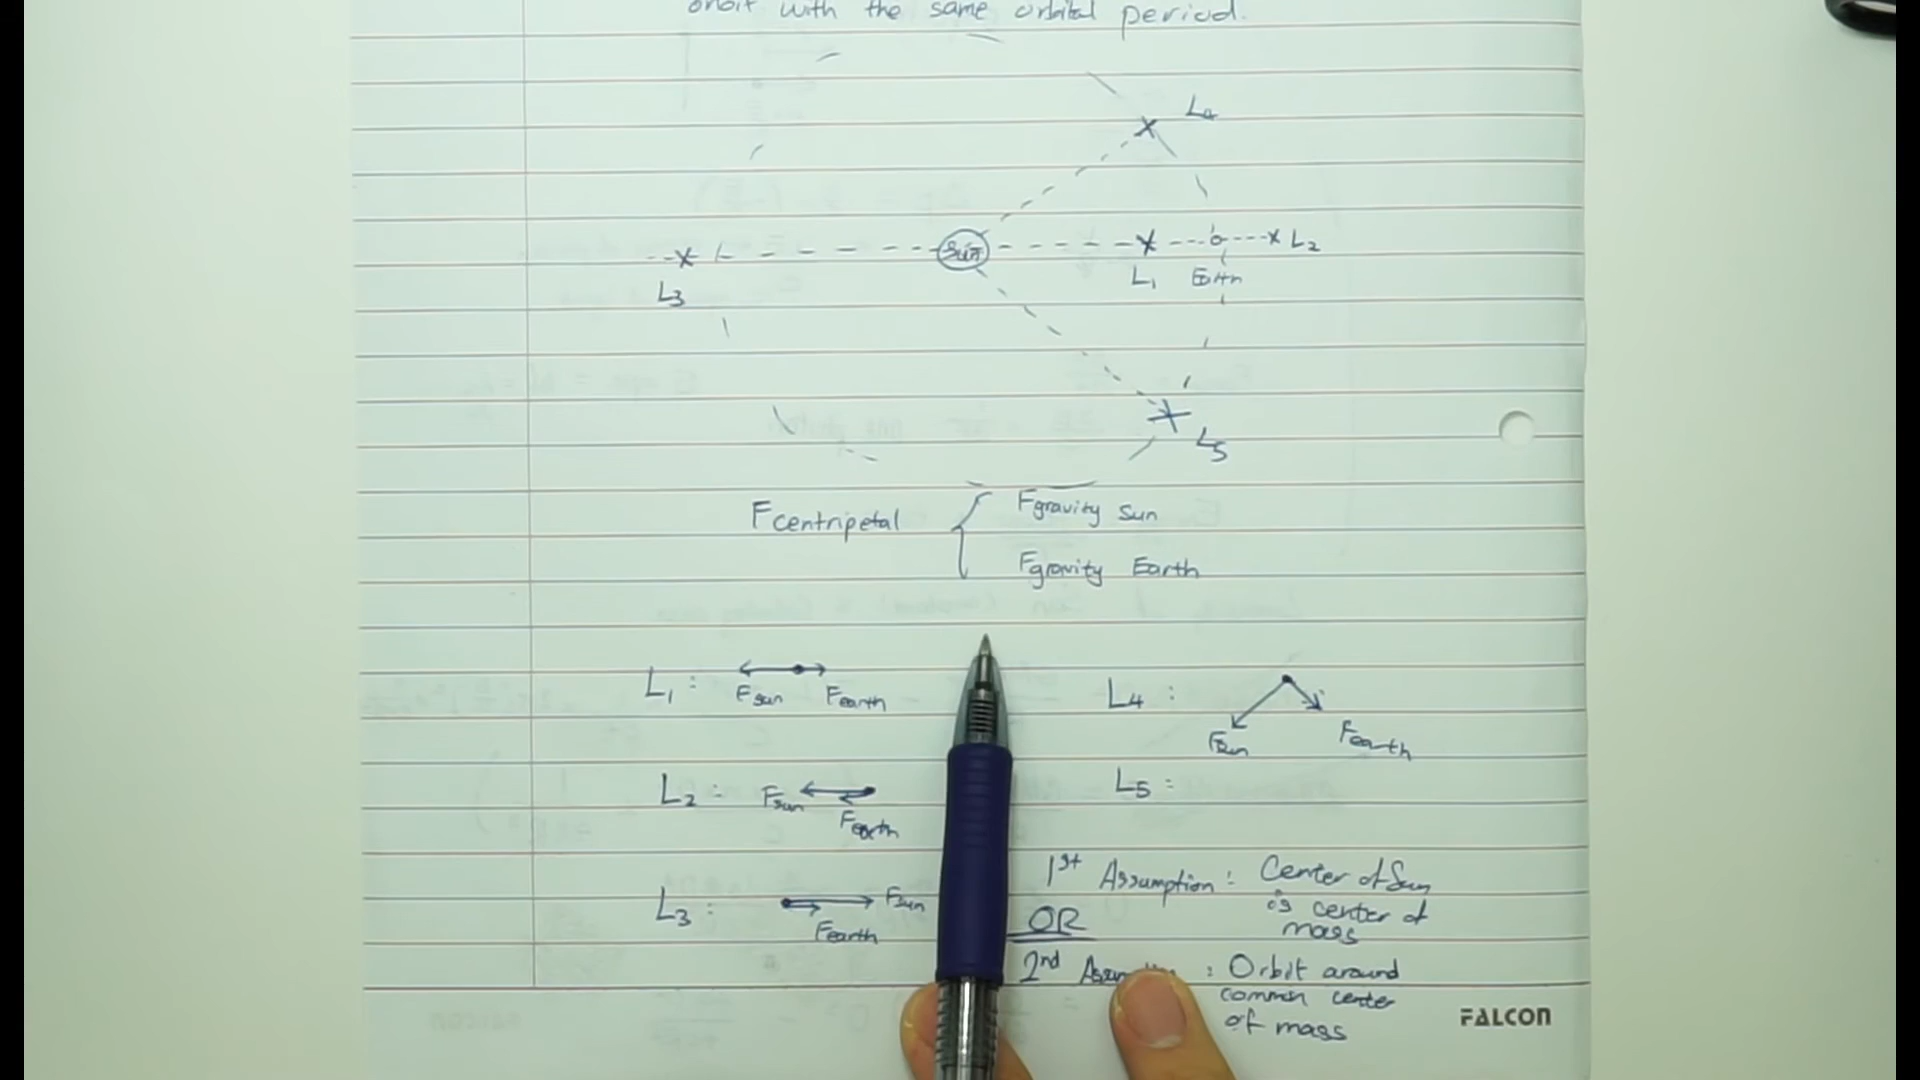 orbit with the same orbital period.
L4
Sun
L2
L1 Earth
L3
L5
Fcentripetal
Fgravity Sun
Fgravity Earth
L1 : Fsun Fearth
L4 : Fsun Fearth
L2 : Fsun Fearth
L5 :
L3 : Fsun Fearth
1st Assumption : Center of Sun
is center of
mass
OR
2nd : Orbit around
common center
of mass
FALCON